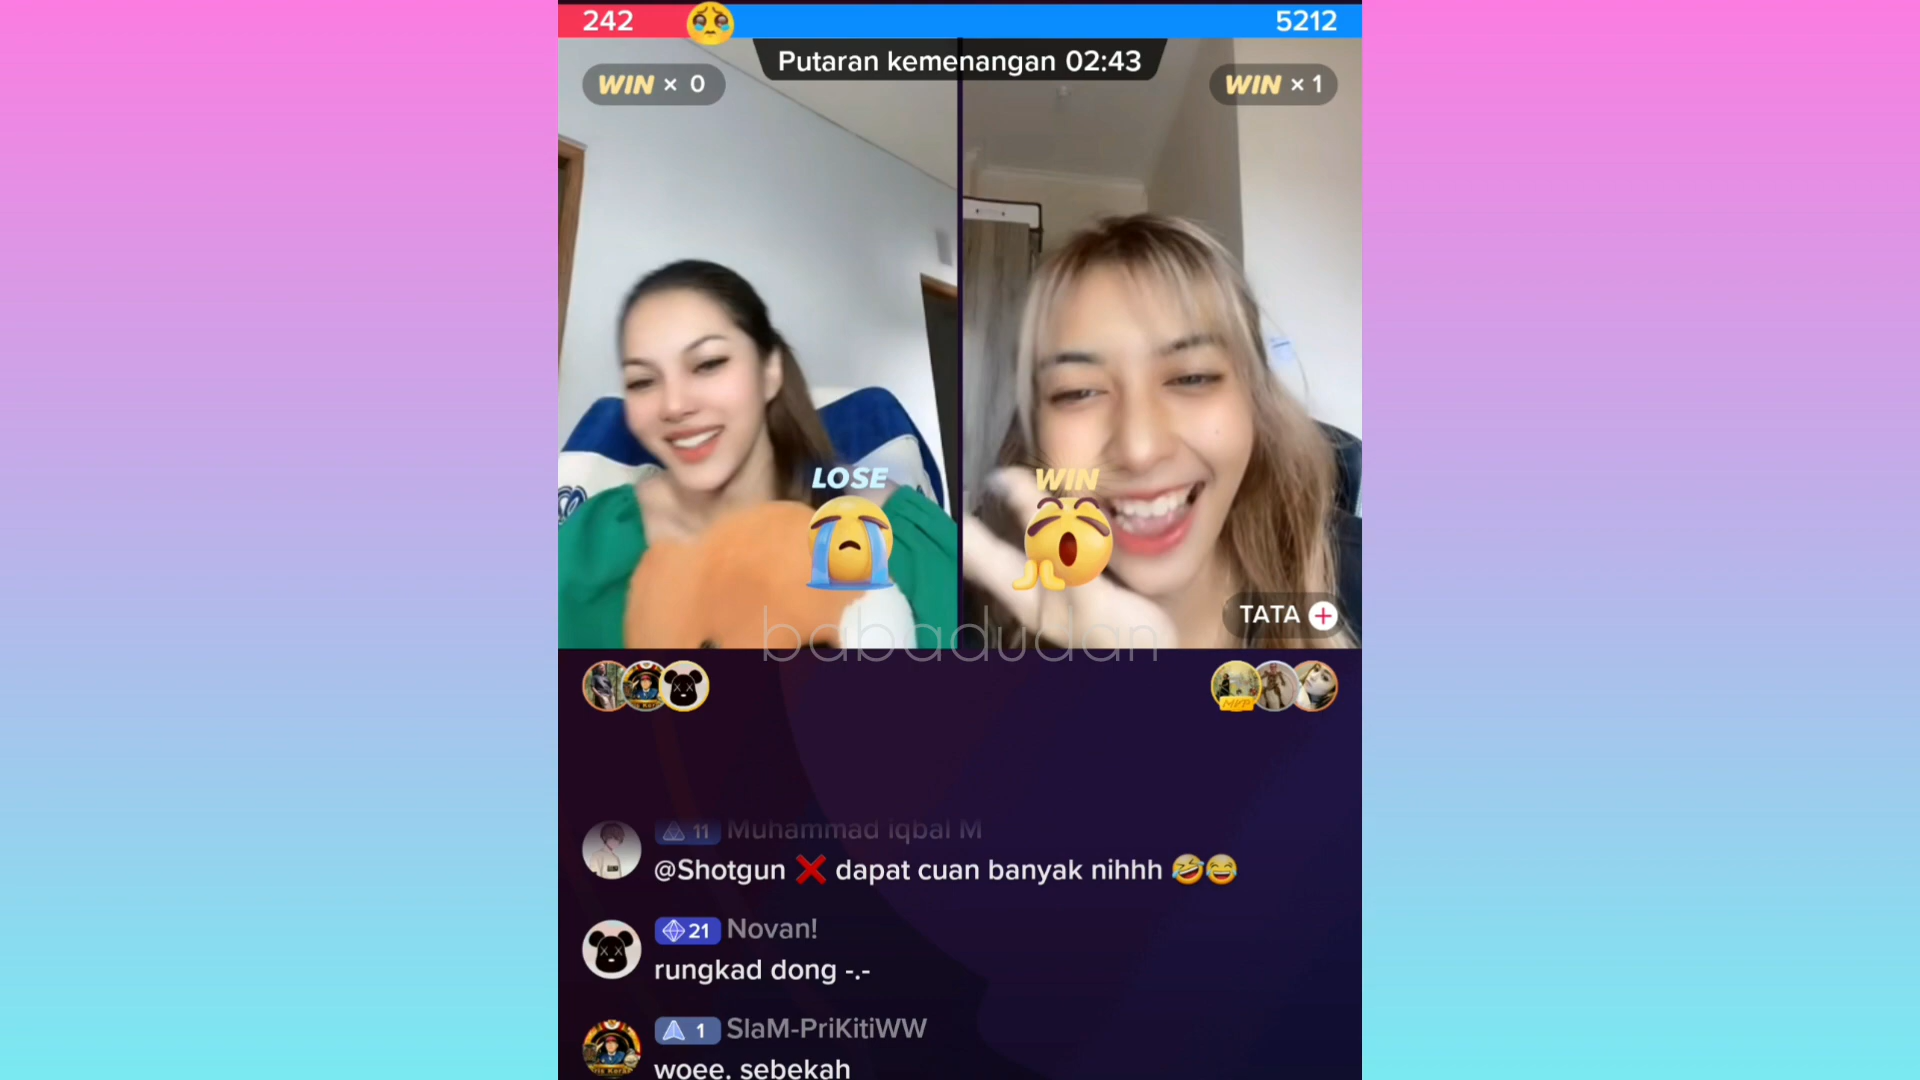 242
5212
Putaran kemenangan 02:43
WIN × 0
WIN × 1
LOSE
WIN
TATA
babadudan
MVP
11 Muhammad iqbal M
@Shotgun ❌ dapat cuan banyak nihhh 🤣😂
21 Novan!
rungkad dong -.-
1 SlaM-PriKitiWW
woee. sebekah